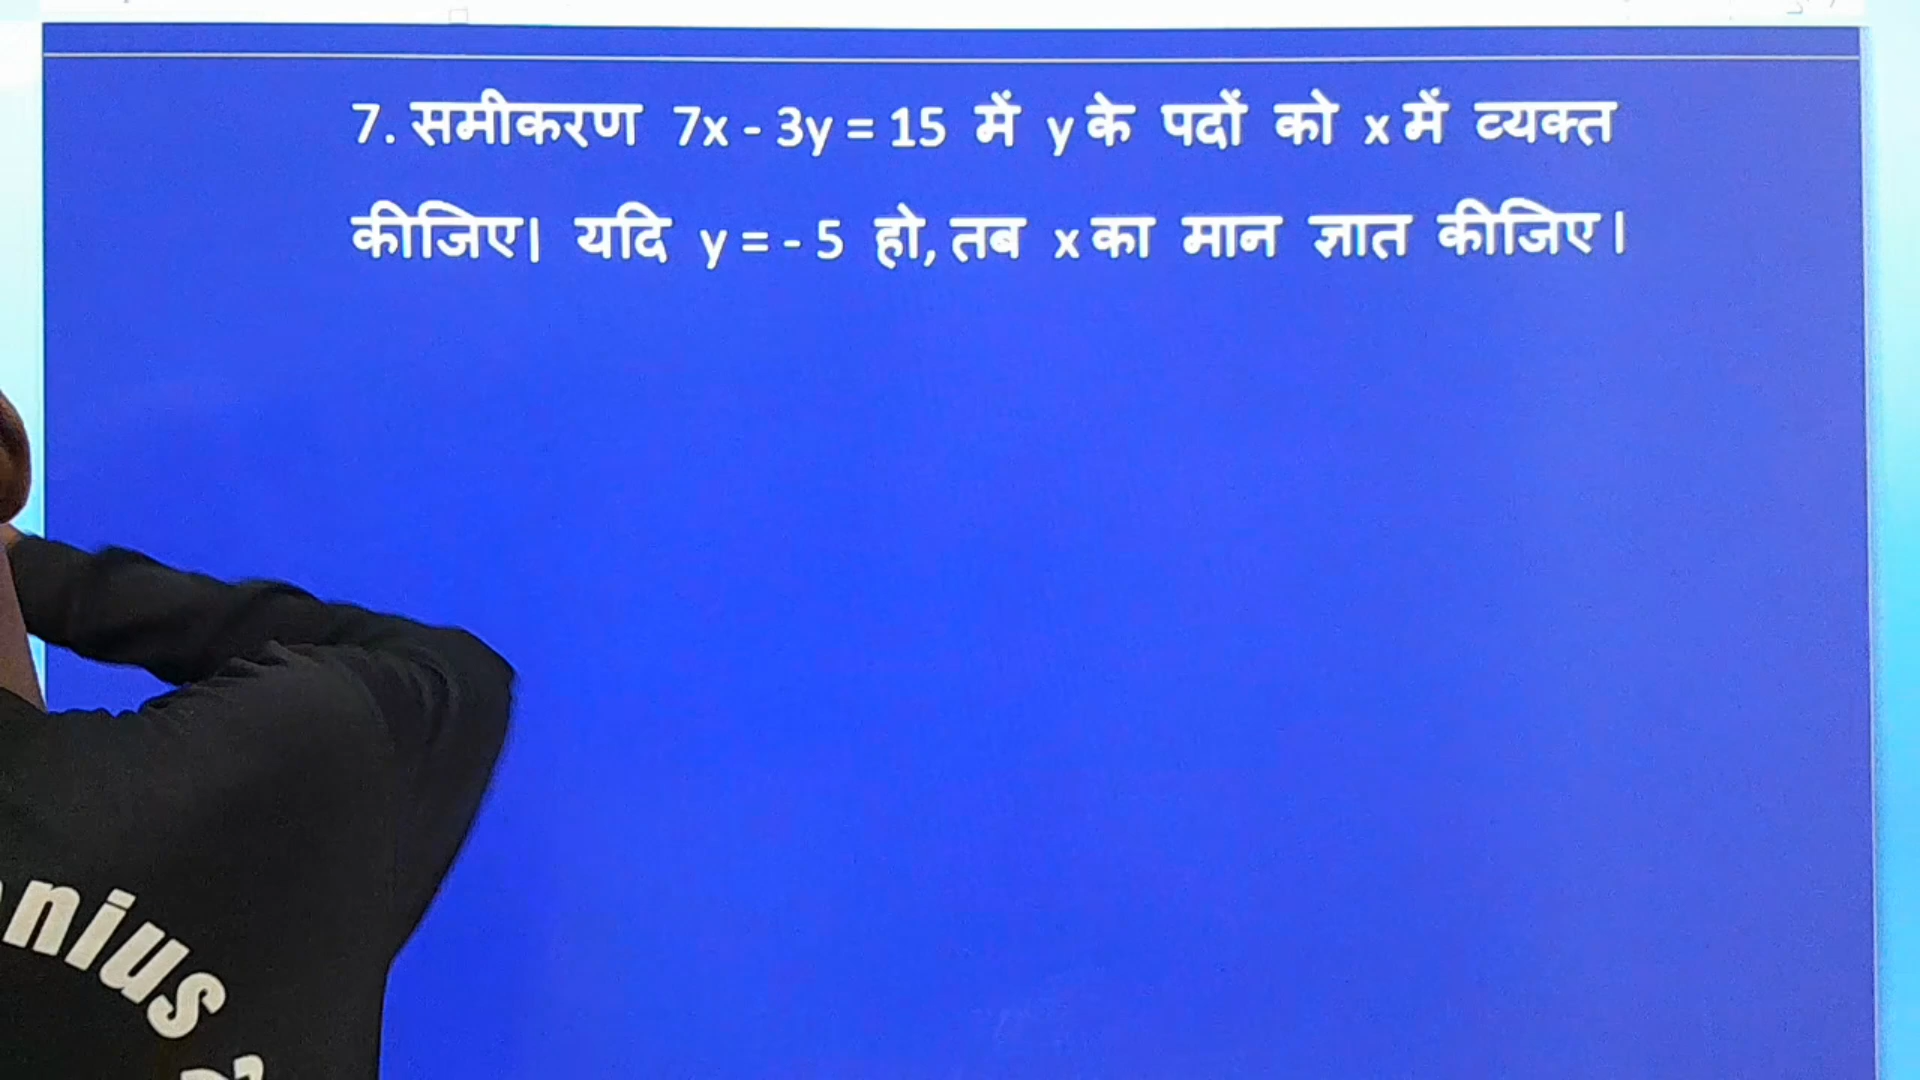 7. समीकरण 7x - 3y = 15 में y के पदों को x में व्यक्त
कीजिए। यदि y = - 5 हो, तब x का मान ज्ञात कीजिए।
nius